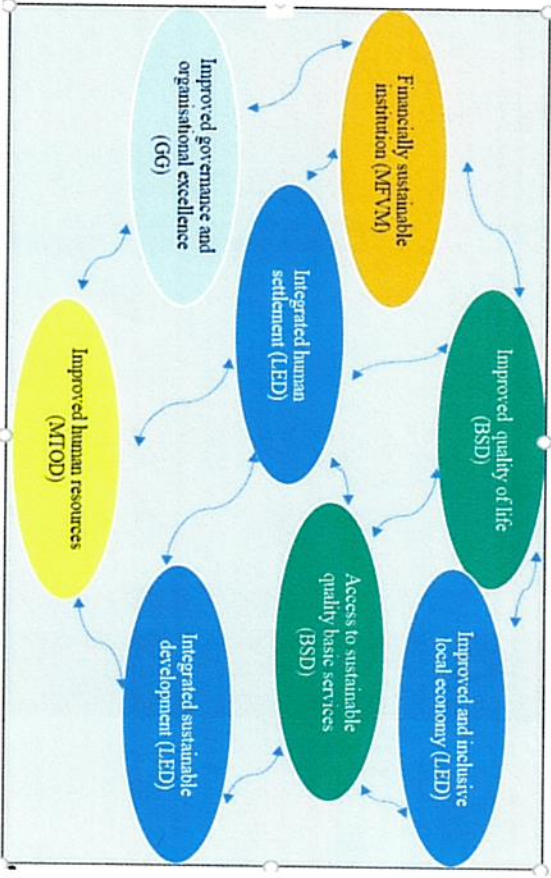 Financially sustainable
institution (MFVM)
Improved quality of life
(BSD)
Improved and inclusive
local economy (LED)
Integrated human
settlement (LED)
Access to sustainable
quality basic services
(BSD)
Improved governance and
organisational excellence
(GG)
Integrated sustainable
development (LED)
Improved human resources
(MTOD)